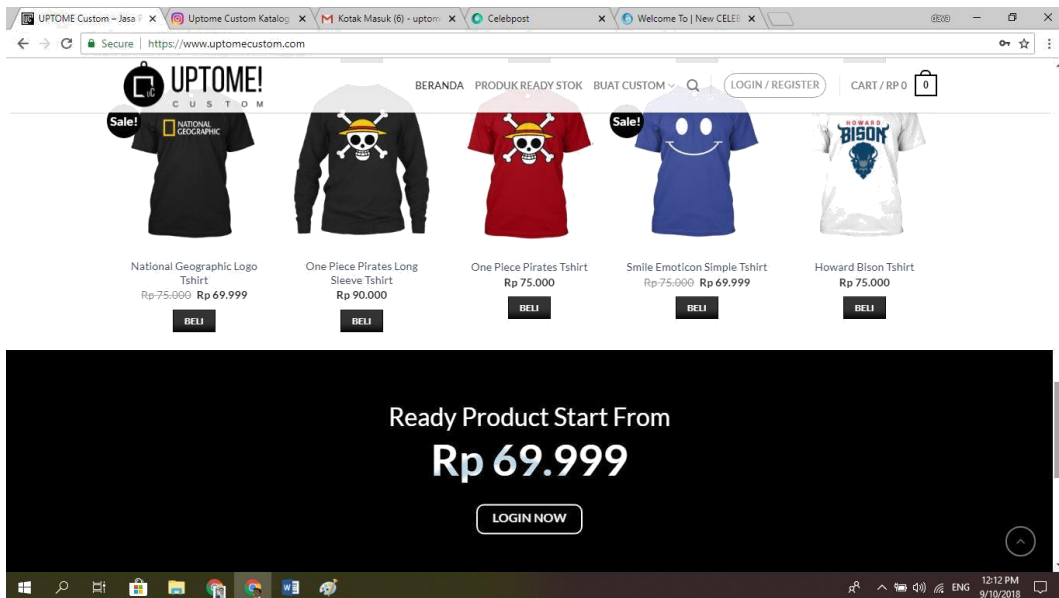 UPTOME Custom – Jasa P
Uptome Custom Katalog
Kotak Masuk (6) - uptom
Celebpost
Welcome To | New CELEB
Secure
https://www.uptomecustom.com
UPTOME!
CUSTOM
BERANDA
PRODUK READY STOK
BUAT CUSTOM
LOGIN / REGISTER
CART / RP 0
0
Sale!
NATIONAL
GEOGRAPHIC
Sale!
HOWARD
BISON
National Geographic Logo
Tshirt
Rp 75.000 Rp 69.999
BELI
One Piece Pirates Long
Sleeve Tshirt
Rp 90.000
BELI
One Piece Pirates Tshirt
Rp 75.000
BELI
Smile Emoticon Simple Tshirt
Rp 75.000 Rp 69.999
BELI
Howard Bison Tshirt
Rp 75.000
BELI
Ready Product Start From
Rp 69.999
LOGIN NOW
ENG
12:12 PM
9/10/2018